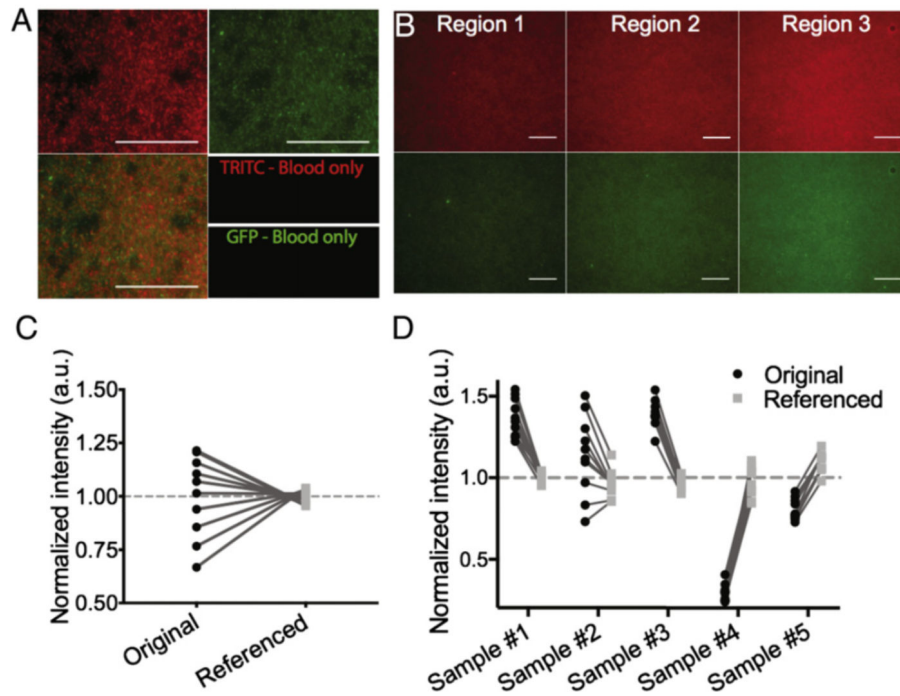 A
TRITC - Blood only
GFP - Blood only
B
Region 1
Region 2
Region 3
C
Normalized intensity (a.u.)
1.50
1.25
1.00
0.75
0.50
Original
Referenced
D
Normalized intensity (a.u.)
1.5
1.0
0.5
Original
Referenced
Sample #1
Sample #2
Sample #3
Sample #4
Sample #5